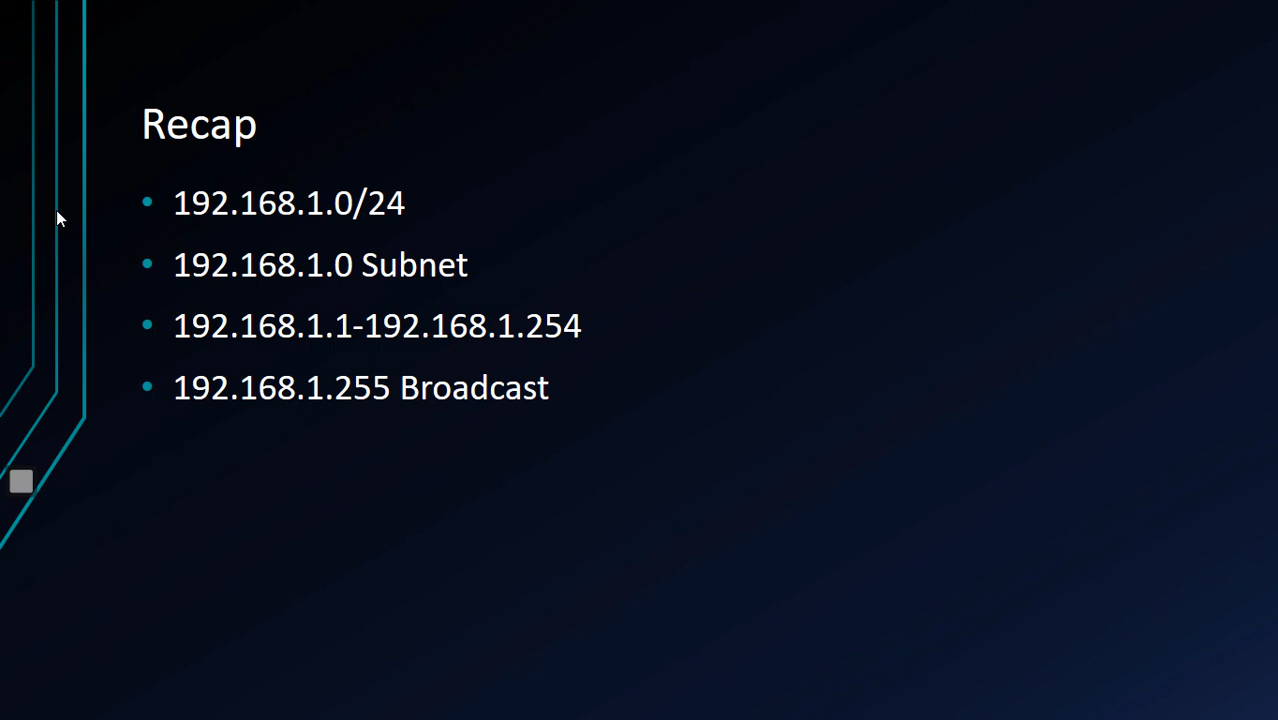 Recap
• 192.168.1.0/24
• 192.168.1.0 Subnet
• 192.168.1.1-192.168.1.254
• 192.168.1.255 Broadcast